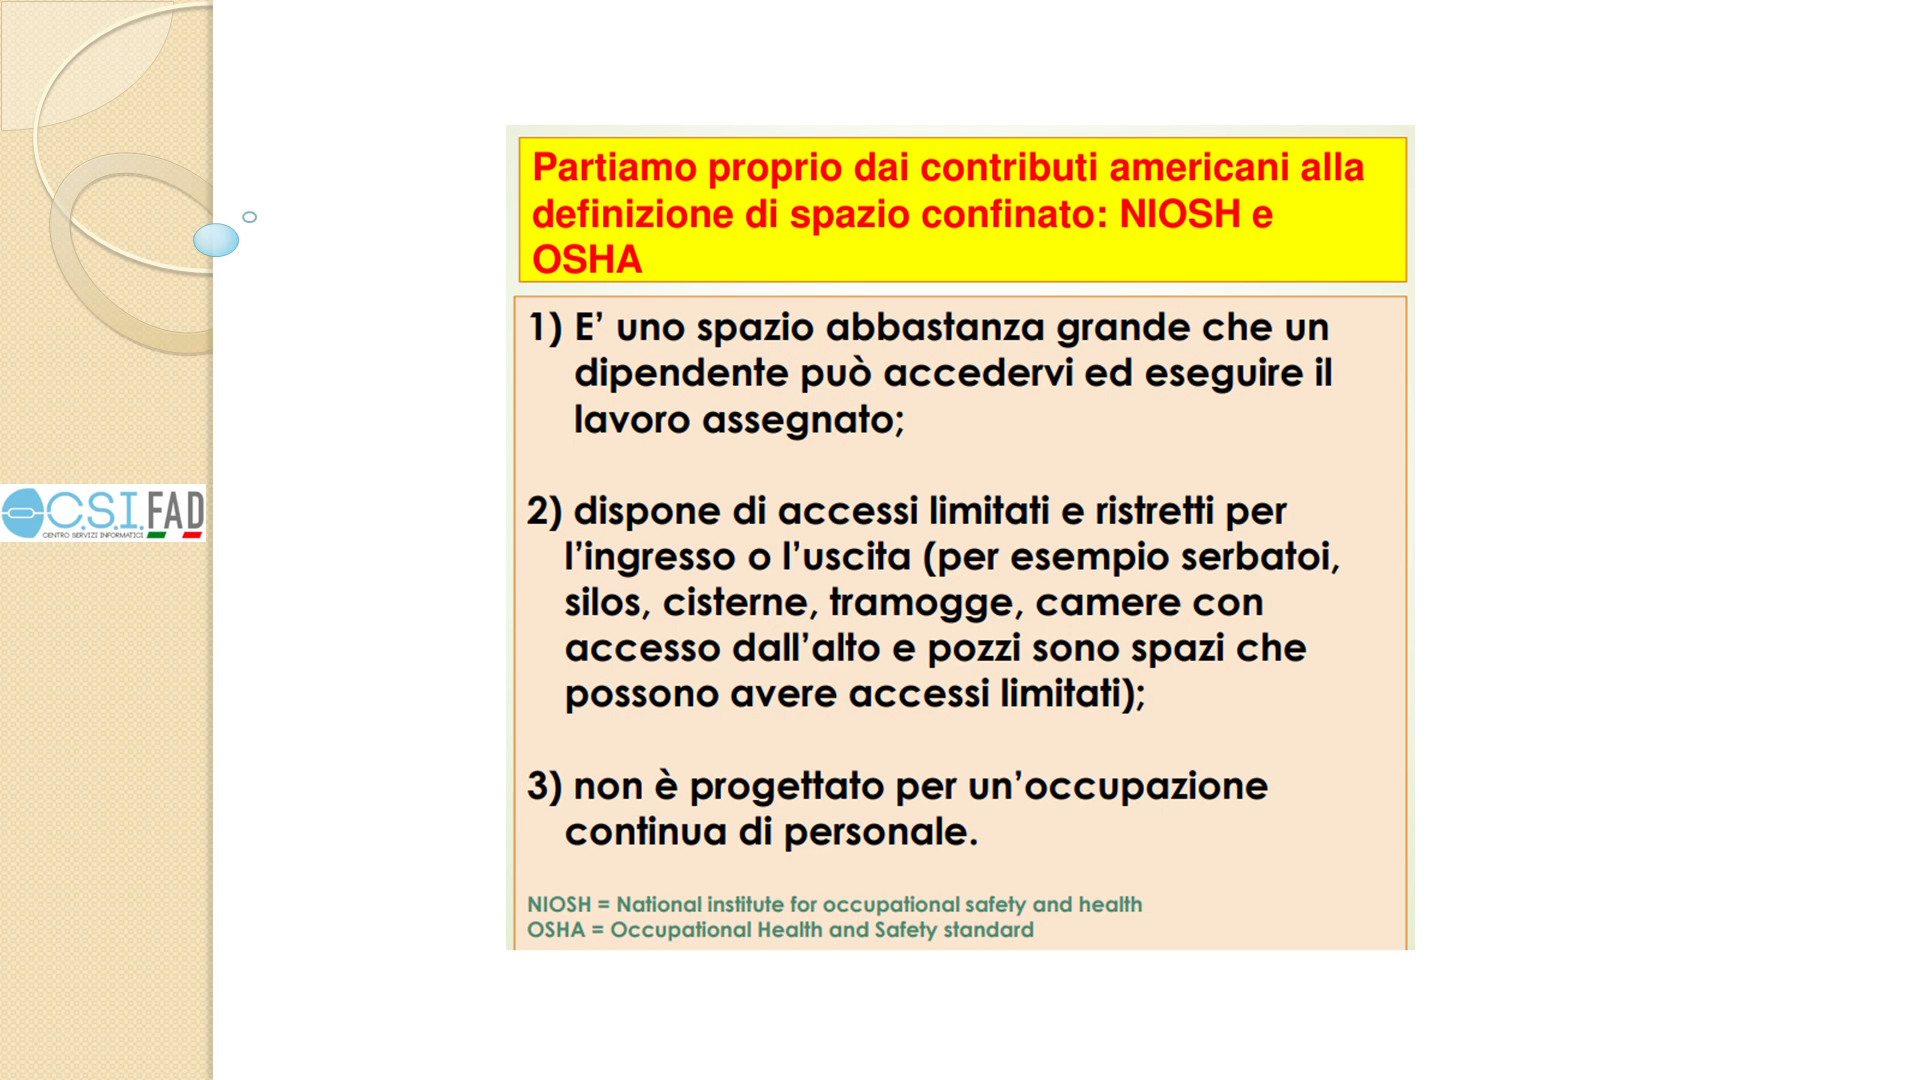 Partiamo proprio dai contributi americani alla
definizione di spazio confinato: NIOSH e
OSHA
1) E’ uno spazio abbastanza grande che un
dipendente può accedervi ed eseguire il
lavoro assegnato;
2) dispone di accessi limitati e ristretti per
l’ingresso o l’uscita (per esempio serbatoi,
silos, cisterne, tramogge, camere con
accesso dall’alto e pozzi sono spazi che
possono avere accessi limitati);
3) non è progettato per un’occupazione
continua di personale.
NIOSH = National institute for occupational safety and health
OSHA = Occupational Health and Safety standard
C.S.I. FAD
CENTRO SERVIZI INFORMATICI